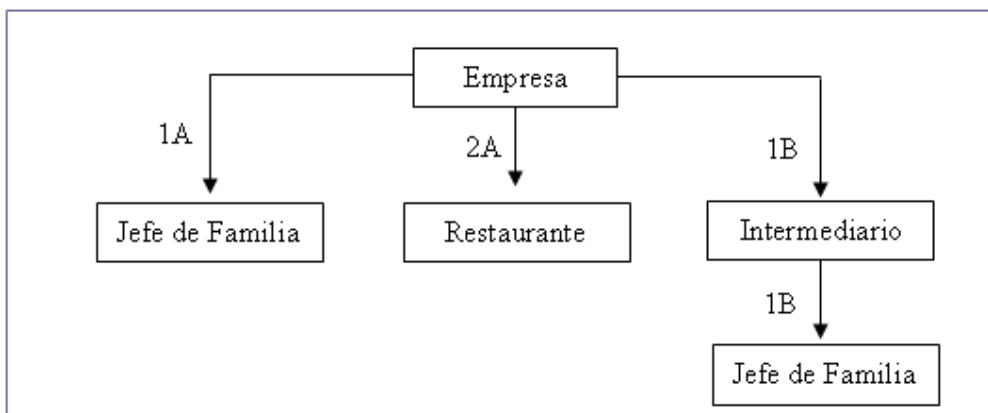 Empresa
1A
2A
1B
Jefe de Familia
Restaurante
Intermediario
1B
Jefe de Familia